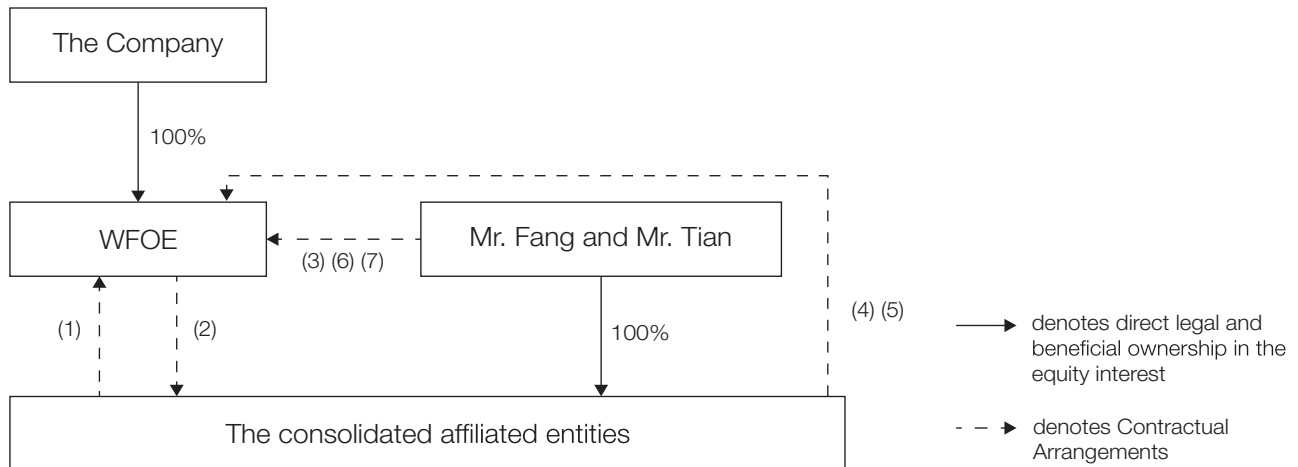 The Company
100%
WFOE
Mr. Fang and Mr. Tian
(3) (6) (7)
(1)
(2)
(4) (5)
100%
denotes direct legal and
beneficial ownership in the
equity interest
The consolidated affiliated entities
denotes Contractual
Arrangements